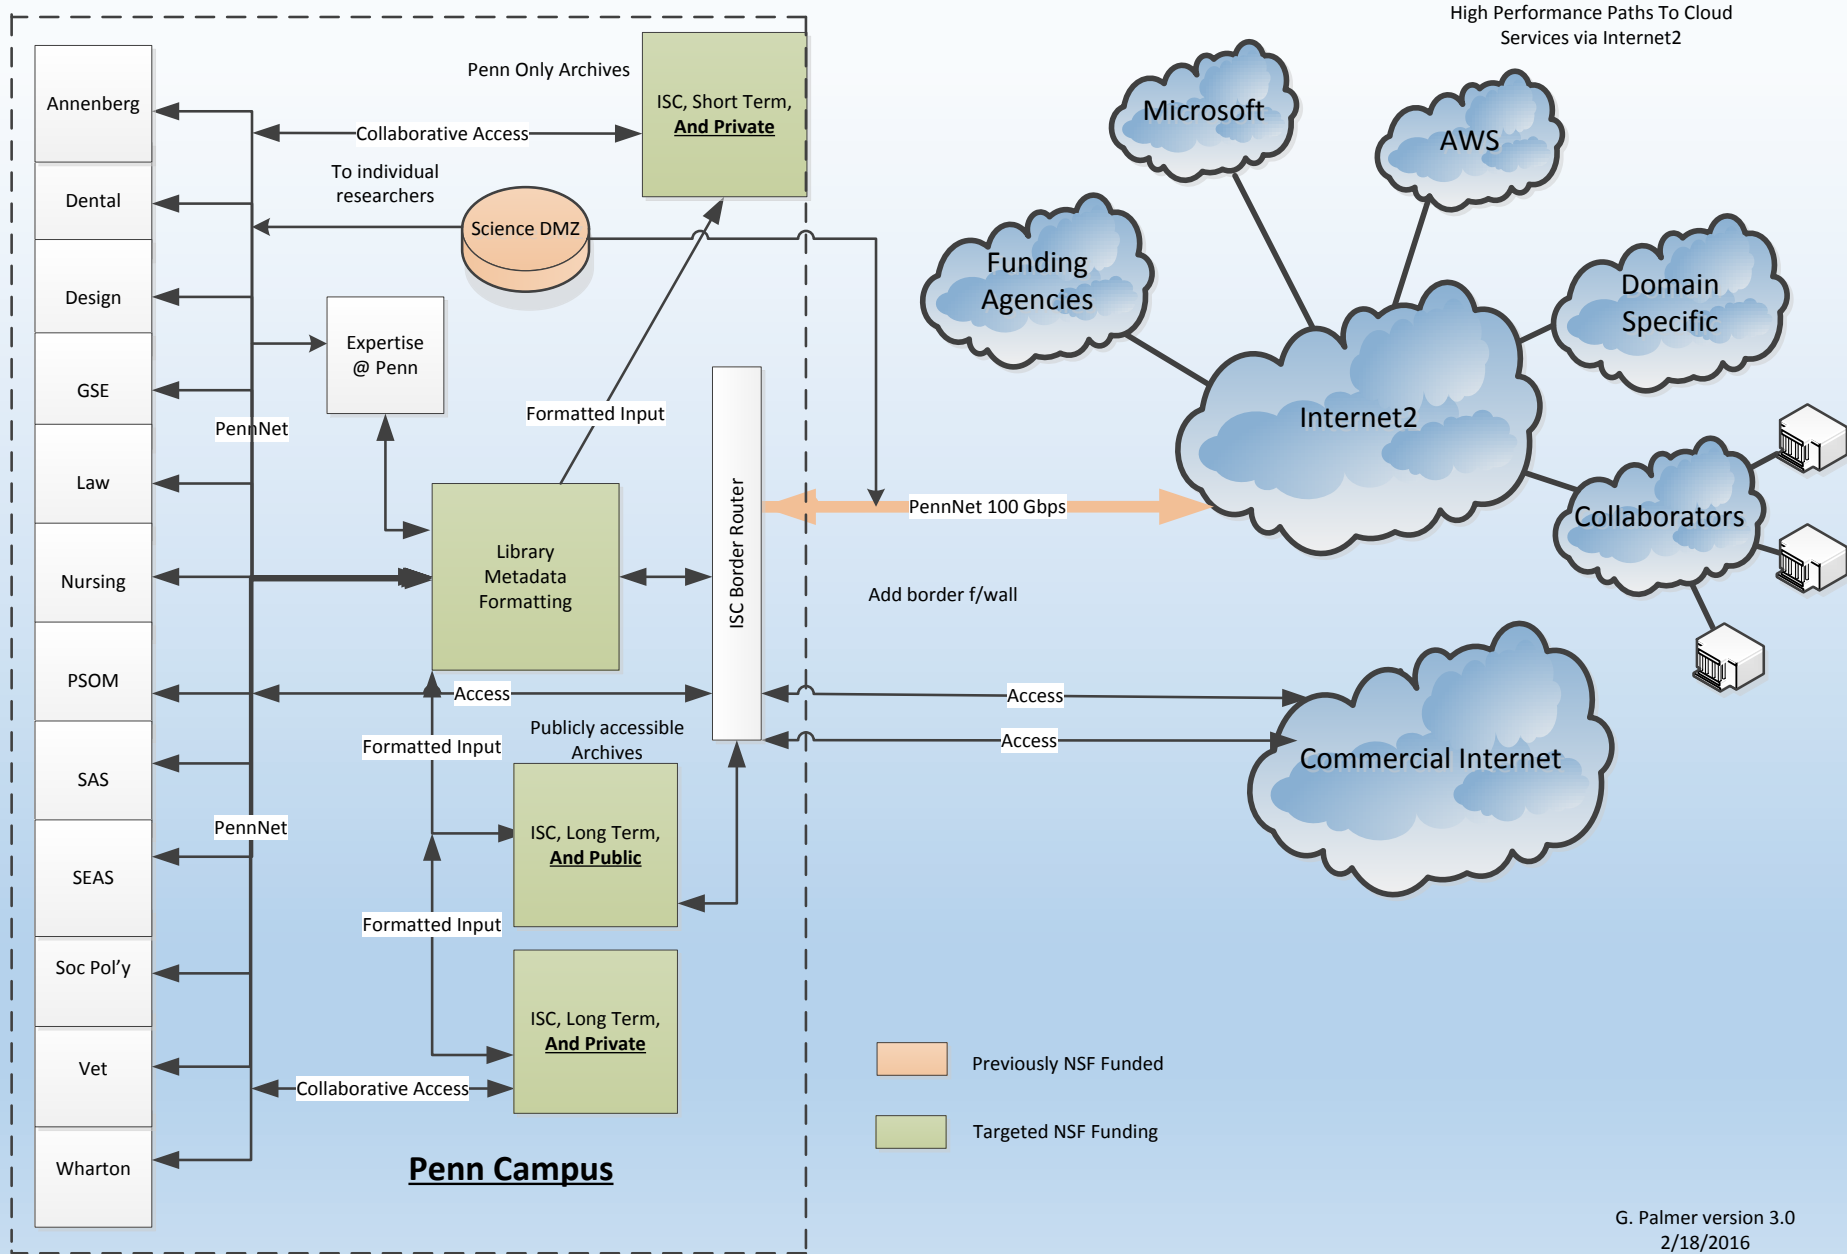 High Performance Paths To Cloud
Services via Internet2
Penn Only Archives
ISC, Short Term,
And Private
Annenberg
Collaborative Access
To individual
researchers
Science DMZ
Dental
Design
Expertise
@ Penn
GSE
PennNet
Formatted Input
Law
Library
Metadata
Formatting
ISC Border Router
PennNet 100 Gbps
Nursing
Add border f/wall
PSOM
Access
Access
Access
Formatted Input
Publicly accessible
Archives
SAS
PennNet
ISC, Long Term,
And Public
SEAS
Formatted Input
Soc Pol'y
ISC, Long Term,
And Private
Vet
Collaborative Access
Wharton
Penn Campus
Microsoft
AWS
Funding
Agencies
Domain
Specific
Internet2
Collaborators
Commercial Internet
Previously NSF Funded
Targeted NSF Funding
G. Palmer version 3.0
2/18/2016